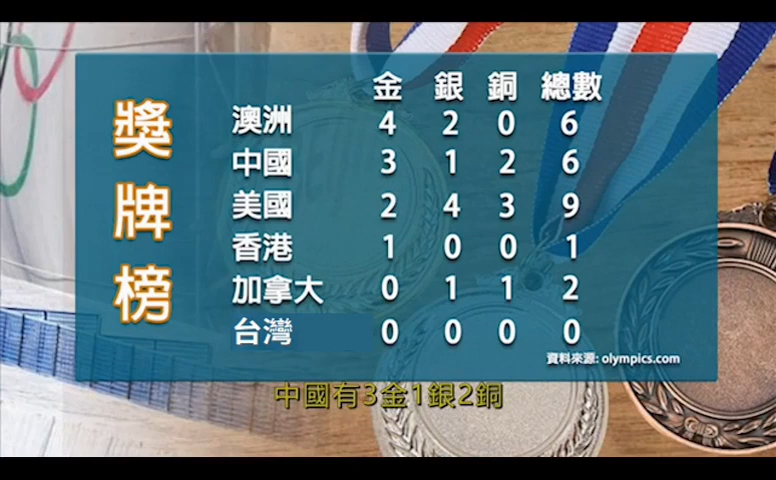 獎牌榜
金 銀 銅 總數
澳洲 4 2 0 6
中國 3 1 2 6
美國 2 4 3 9
香港 1 0 0 1
加拿大 0 1 1 2
台灣 0 0 0 0
資料來源: olympics.com
中國有3金1銀2銅